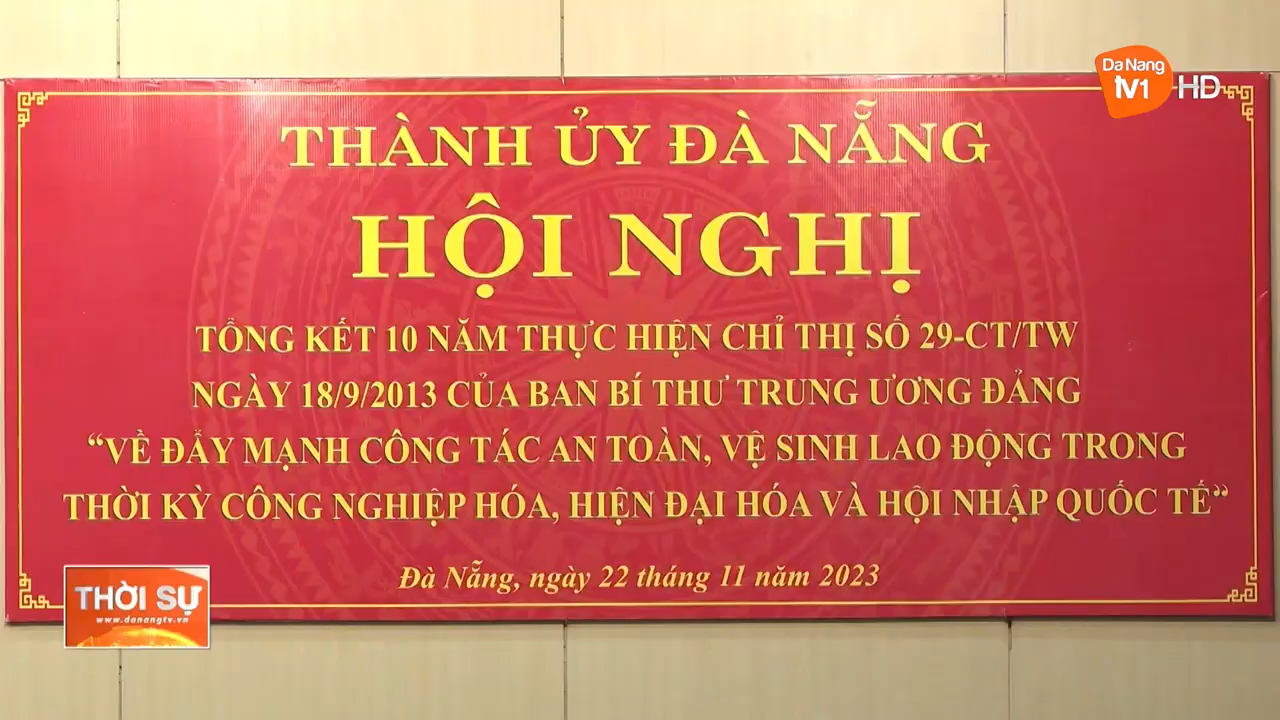 Da Nang
TV1 HD
THÀNH ỦY ĐÀ NẴNG
HỘI NGHỊ
TỔNG KẾT 10 NĂM THỰC HIỆN CHỈ THỊ SỐ 29-CT/TW
NGÀY 18/9/2013 CỦA BAN BÍ THƯ TRUNG ƯƠNG ĐẢNG
“VỀ ĐẨY MẠNH CÔNG TÁC AN TOÀN, VỆ SINH LAO ĐỘNG TRONG
THỜI KỲ CÔNG NGHIỆP HÓA, HIỆN ĐẠI HÓA VÀ HỘI NHẬP QUỐC TẾ”
Đà Nẵng, ngày 22 tháng 11 năm 2023
THỜI SỰ
www.danangtv.vn